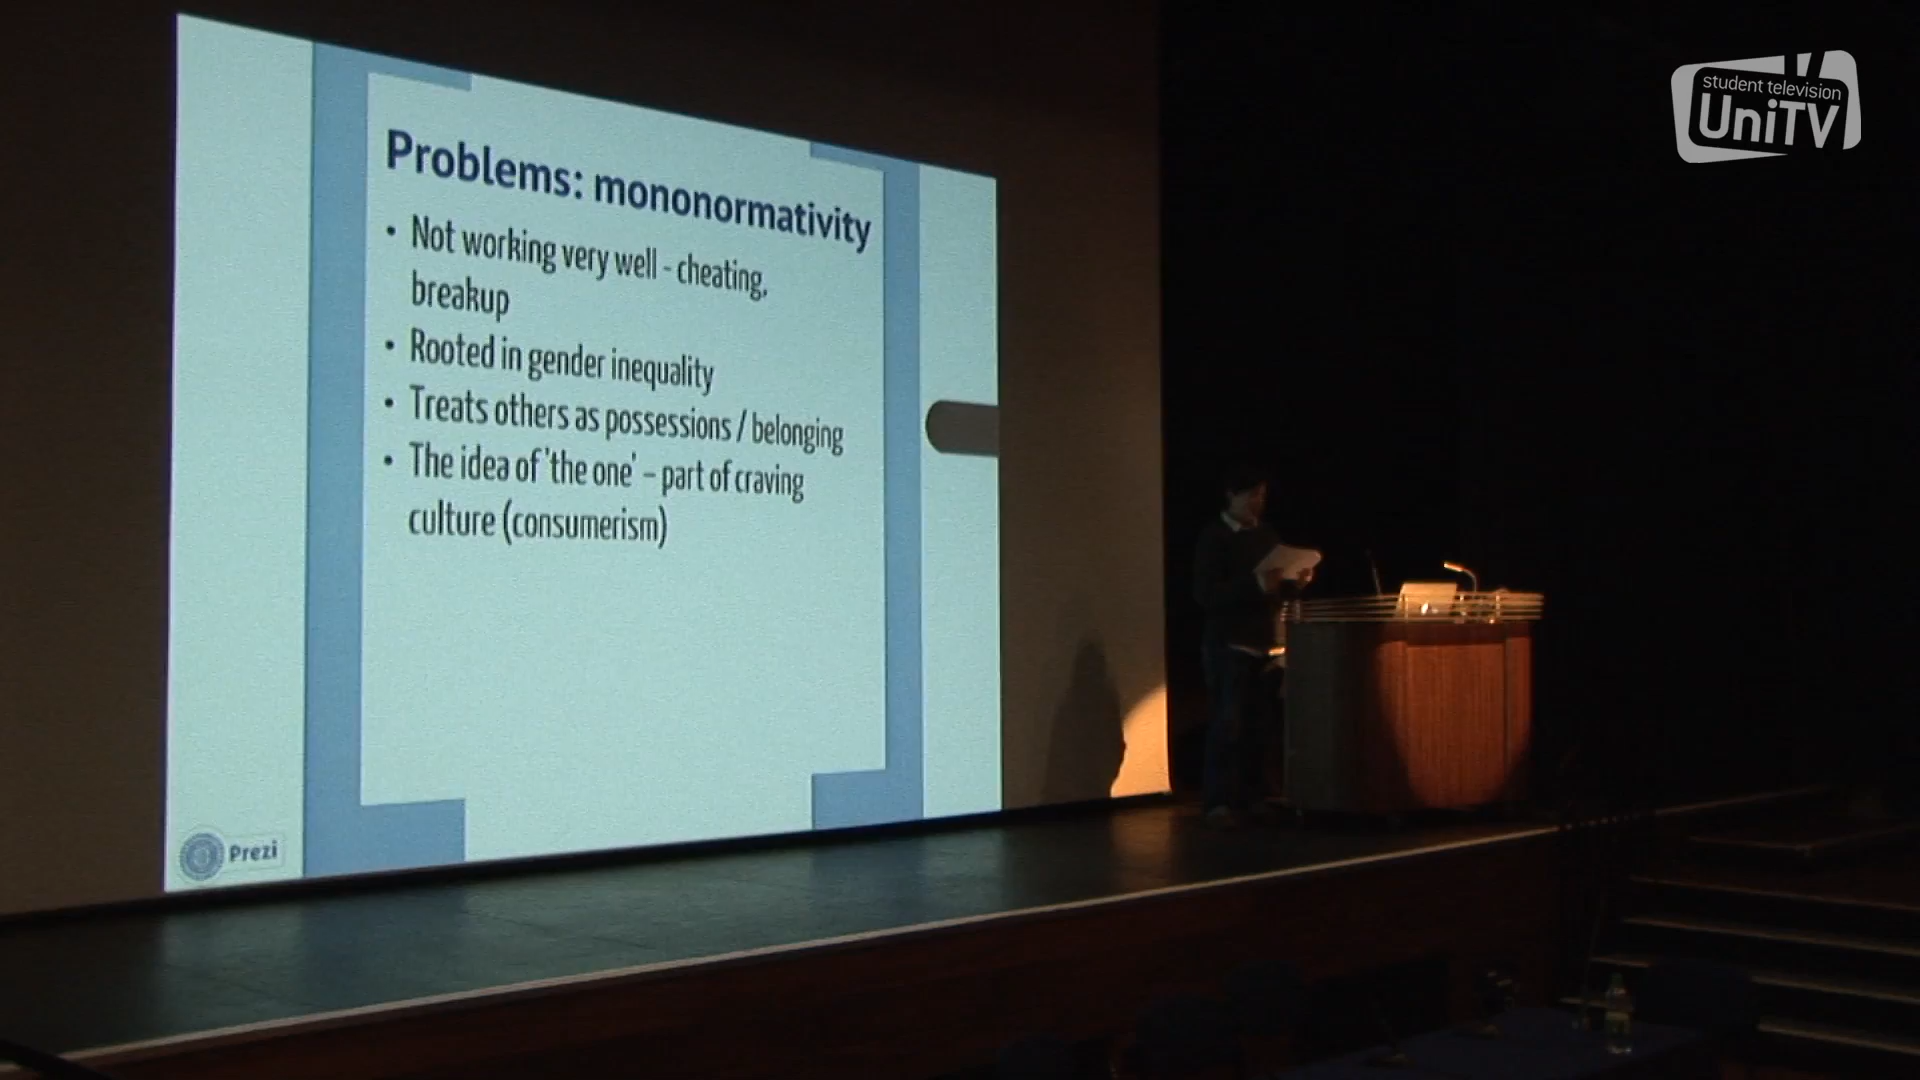 student television
UniTV
Problems: mononormativity
• Not working very well - cheating,
breakup
• Rooted in gender inequality
• Treats others as possessions / belonging
• The idea of 'the one' – part of craving
culture (consumerism)
Prezi